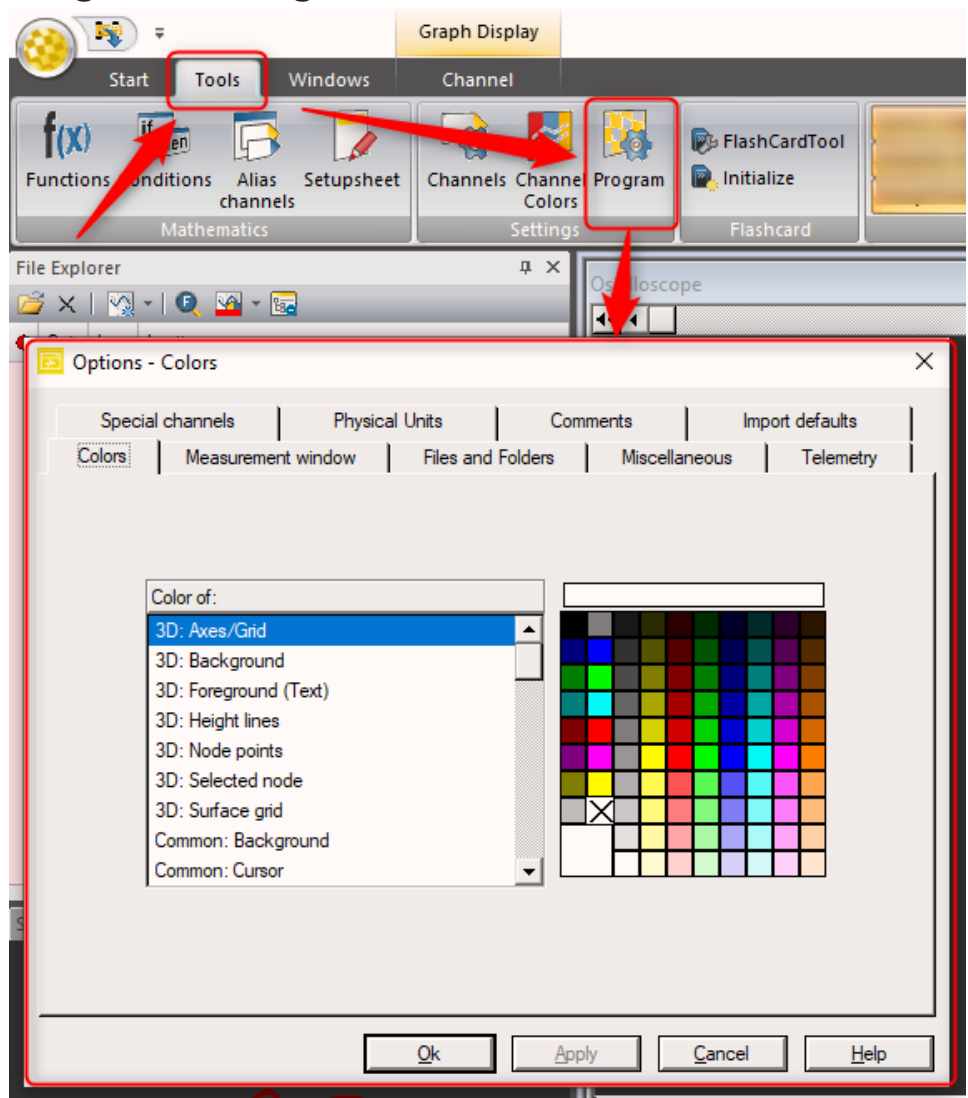 Graph Display
Start Tools Windows Channel
f(x) if
Functions Conditions Alias channels Setupsheet Channels Channel Colors Program FlashCardTool
Initialize
Mathematics Settings Flashcard
File Explorer
Options - Colors
Special channels Physical Units Comments Import defaults
Colors Measurement window Files and Folders Miscellaneous Telemetry
Color of:
3D: Axes/Grid
3D: Background
3D: Foreground (Text)
3D: Height lines
3D: Node points
3D: Selected node
3D: Surface grid
Common: Background
Common: Cursor
Ok Apply Cancel Help